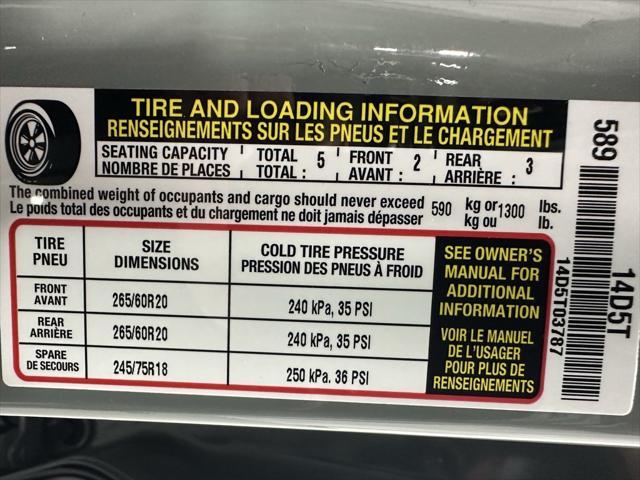 TIRE AND LOADING INFORMATION
RENSEIGNEMENTS SUR LES PNEUS ET LE CHARGEMENT
SEATING CAPACITY TOTAL 5 FRONT 2 REAR 3
NOMBRE DE PLACES TOTAL : AVANT : ARRIÈRE :
The combined weight of occupants and cargo should never exceed 590 kg or 1300 lbs.
Le poids total des occupants et du chargement ne doit jamais dépasser kg ou lb.
TIRE SIZE COLD TIRE PRESSURE
PNEU DIMENSIONS PRESSION DES PNEUS À FROID
FRONT
AVANT 265/60R20 240 kPa, 35 PSI
REAR
ARRIÈRE 265/60R20 240 kPa, 35 PSI
SPARE
DE SECOURS 245/75R18 250 kPa. 36 PSI
SEE OWNER'S
MANUAL FOR
ADDITIONAL
INFORMATION
VOIR LE MANUEL
DE L'USAGER
POUR PLUS DE
RENSEIGNEMENTS
589
14D5T
14D5T03787